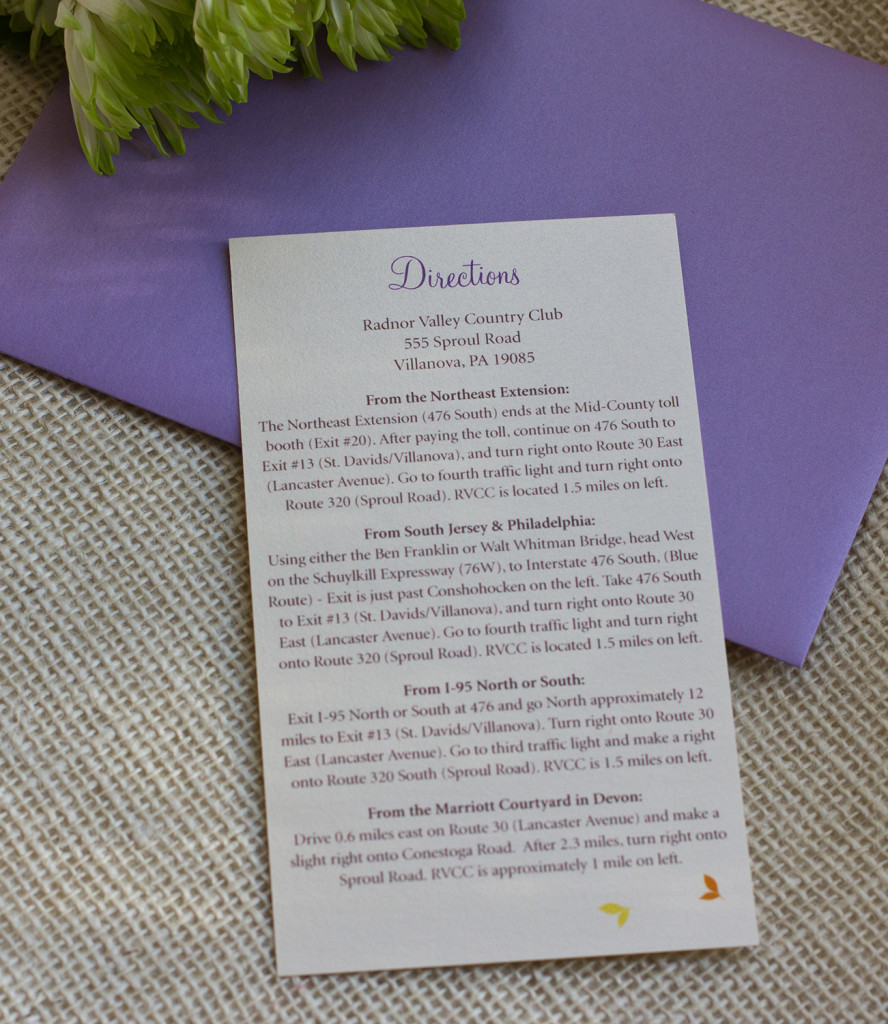 Directions
Radnor Valley Country Club
555 Sproul Road
Villanova, PA 19085
From the Northeast Extension:
The Northeast Extension (476 South) ends at the Mid-County toll
booth (Exit #20). After paying the toll, continue on 476 South to
Exit #13 (St. Davids/Villanova), and turn right onto Route 30 East
(Lancaster Avenue). Go to fourth traffic light and turn right onto
Route 320 (Sproul Road). RVCC is located 1.5 miles on left.
From South Jersey & Philadelphia:
Using either the Ben Franklin or Walt Whitman Bridge, head West
on the Schuylkill Expressway (76W), to Interstate 476 South, (Blue
Route) - Exit is just past Conshohocken on the left. Take 476 South
to Exit #13 (St. Davids/Villanova), and turn right onto Route 30
East (Lancaster Avenue). Go to fourth traffic light and turn right
onto Route 320 (Sproul Road). RVCC is located 1.5 miles on left.
From I-95 North or South:
Exit I-95 North or South at 476 and go North approximately 12
miles to Exit #13 (St. Davids/Villanova). Turn right onto Route 30
East (Lancaster Avenue). Go to third traffic light and make a right
onto Route 320 South (Sproul Road). RVCC is 1.5 miles on left.
From the Marriott Courtyard in Devon:
Drive 0.6 miles east on Route 30 (Lancaster Avenue) and make a
slight right onto Conestoga Road. After 2.3 miles, turn right onto
Sproul Road. RVCC is approximately 1 mile on left.